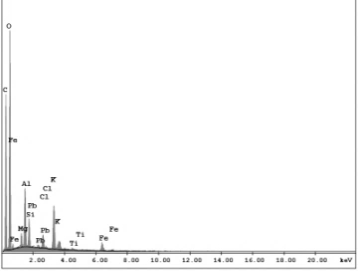 O
C
Fe
Al
K
Cl
Pb
Cl
Si
K
Mg
Pb
Ti
Fe
Fe
Pb
Ti
Fe
2.00 4.00 6.00 8.00 10.00 12.00 14.00 16.00 18.00 20.00 keV